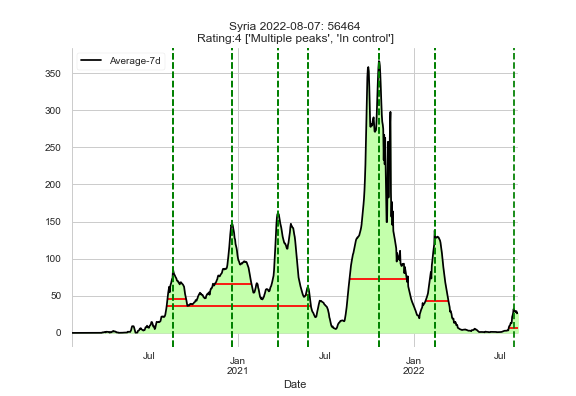 Syria 2022-08-07: 56464
Rating:4 ['Multiple peaks', 'In control']
Average-7d
350
300
250
200
150
100
50
0
Jul
Jan
2021
Jul
Jan
2022
Jul
Date